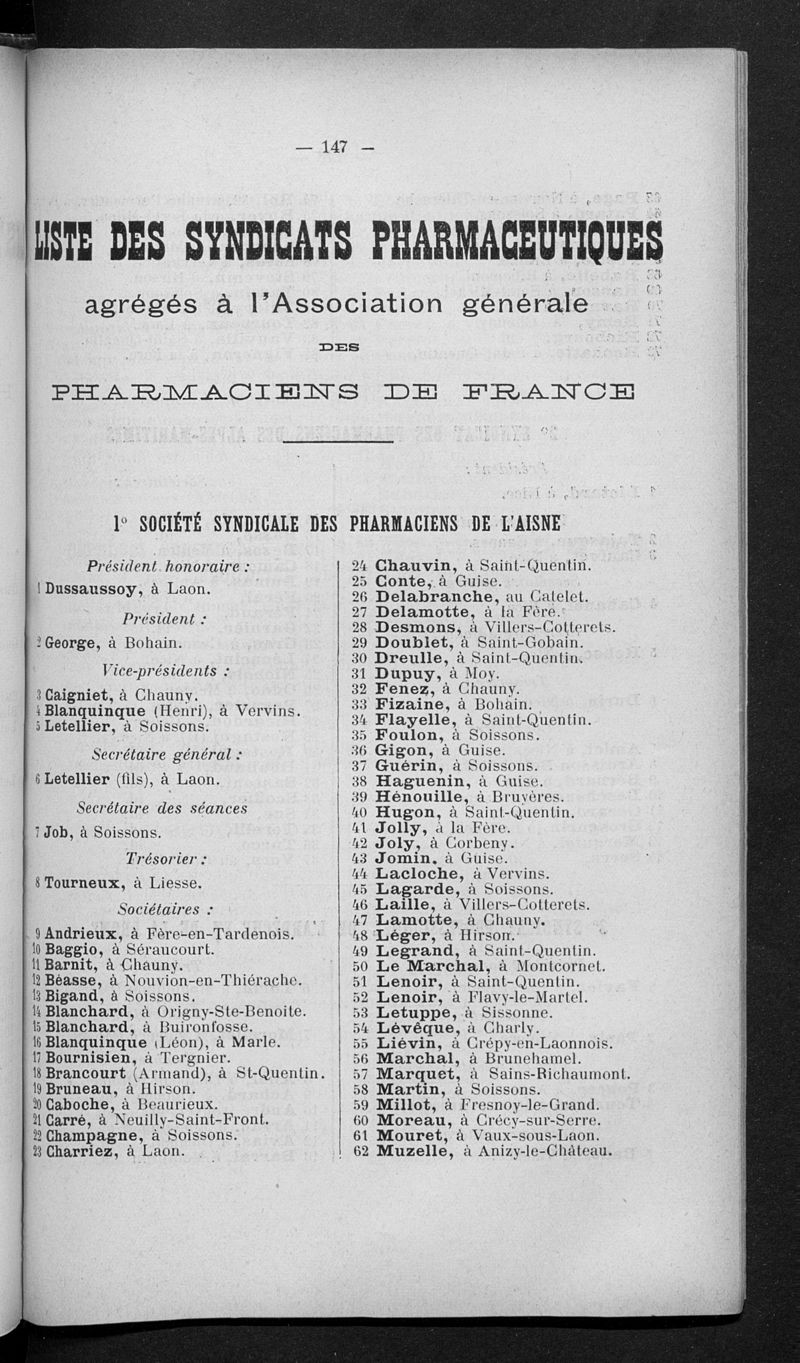 — 147 —
LISTE DES SYNDICATS PHARMACEUTIQUES
agrégés à l'Association générale
DES
PHARMACIENS DE FRANCE
1° SOCIÉTÉ SYNDICALE DES PHARMACIENS DE L'AISNE
Président honoraire :
1 Dussaussoy, à Laon.
Président :
2 George, à Bohain.
Vice-présidents :
3 Caigniet, à Chauny.
4 Blanquinque (Henri), à Vervins.
5 Letellier, à Soissons.
Secrétaire général :
6 Letellier (fils), à Laon.
Secrétaire des séances
7 Job, à Soissons.
Trésorier :
8 Tourneux, à Liesse.
Sociétaires :
9 Andrieux, à Fère-en-Tardenois.
10 Baggio, à Séraucourt.
11 Barnit, à Chauny.
12 Béasse, à Nouvion-en-Thiérache.
13 Bigand, à Soissons.
14 Blanchard, à Origny-Ste-Benoite.
15 Blanchard, à Buironfosse.
16 Blanquinque (Léon), à Marle.
17 Bournisien, à Tergnier.
18 Brancourt (Armand), à St-Quentin.
19 Bruneau, à Hirson.
20 Caboche, à Beaurieux.
21 Carré, à Neuilly-Saint-Front.
22 Champagne, à Soissons.
23 Charriez, à Laon.
24 Chauvin, à Saint-Quentin.
25 Conte, à Guise.
26 Delabranche, au Catelet.
27 Delamotte, à la Fère.
28 Desmons, à Villers-Cotterets.
29 Doublet, à Saint-Gobain.
30 Dreulle, à Saint-Quentin.
31 Dupuy, à Moy.
32 Fenez, à Chauny.
33 Fizaine, à Bohain.
34 Flayelle, à Saint-Quentin.
35 Foulon, à Soissons.
36 Gigon, à Guise.
37 Guérin, à Soissons.
38 Haguenin, à Guise.
39 Hénouille, à Bruyères.
40 Hugon, à Saint-Quentin.
41 Jolly, à la Fère.
42 Joly, à Corbeny.
43 Jomin, à Guise.
44 Lacloche, à Vervins.
45 Lagarde, à Soissons.
46 Laille, à Villers-Cotterets.
47 Lamotte, à Chauny.
48 Léger, à Hirson.
49 Legrand, à Saint-Quentin.
50 Le Marchal, à Montcornet.
51 Lenoir, à Saint-Quentin.
52 Lenoir, à Flavy-le-Martel.
53 Letuppe, à Sissonne.
54 Lévêque, à Charly.
55 Liévin, à Crépy-en-Laonnois.
56 Marchal, à Brunehamel.
57 Marquet, à Sains-Richaumont.
58 Martin, à Soissons.
59 Millot, à Fresnoy-le-Grand.
60 Moreau, à Crécy-sur-Serre.
61 Mouret, à Vaux-sous-Laon.
62 Muzelle, à Anizy-le-Château.